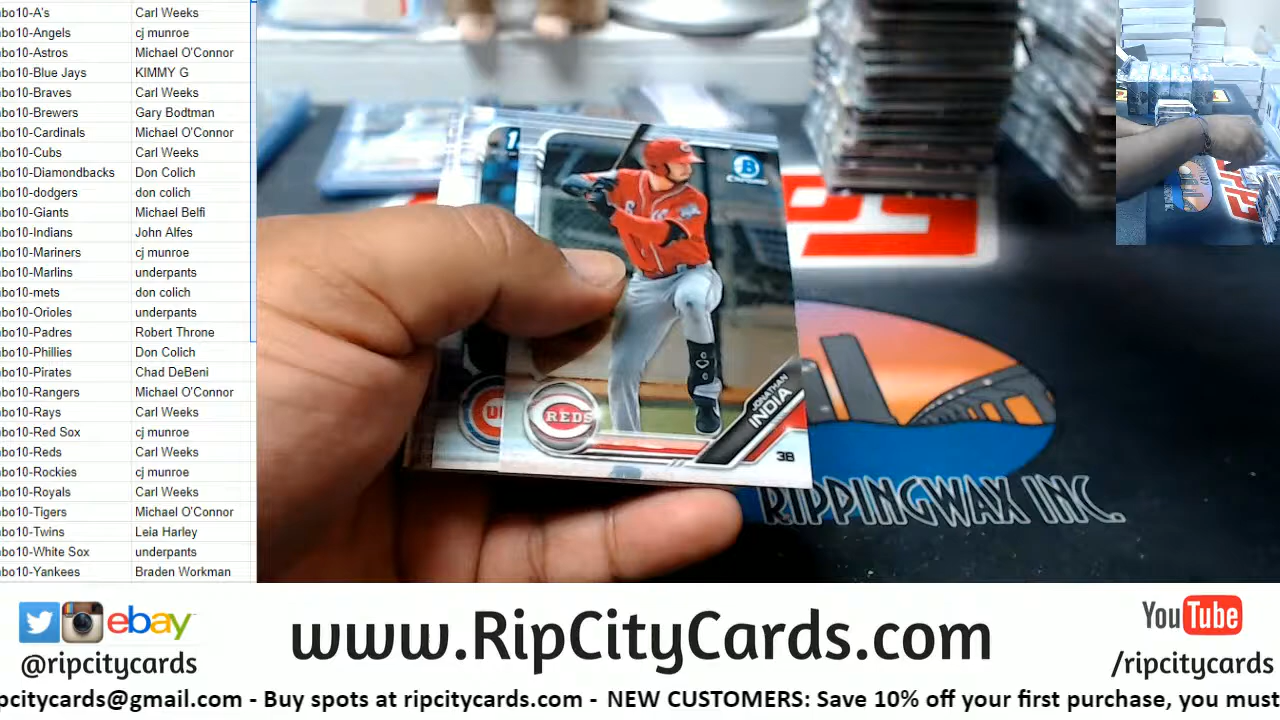 bo10-A's Carl Weeks
bo10-Angels cj munroe
bo10-Astros Michael O'Connor
bo10-Blue Jays KIMMY G
bo10-Braves Carl Weeks
bo10-Brewers Gary Bodtman
bo10-Cardinals Michael O'Connor
bo10-Cubs Carl Weeks
bo10-Diamondbacks Don Colich
bo10-dodgers don colich
bo10-Giants Michael Belfi
bo10-Indians John Alfes
bo10-Mariners cj munroe
bo10-Marlins underpants
bo10-mets don colich
bo10-Orioles underpants
bo10-Padres Robert Throne
bo10-Phillies Don Colich
bo10-Pirates Chad DeBeni
bo10-Rangers Michael O'Connor
bo10-Rays Carl Weeks
bo10-Red Sox cj munroe
bo10-Reds Carl Weeks
bo10-Rockies cj munroe
bo10-Royals Carl Weeks
bo10-Tigers Michael O'Connor
bo10-Twins Leia Harley
bo10-White Sox underpants
bo10-Yankees Braden Workman
B
CHROME
REDS
JONATHAN
INDIA
3B
RIPPINGWAX INC.
ebay
@ripcitycards
www.RipCityCards.com
YouTube
/ripcitycards
pcitycards@gmail.com - Buy spots at ripcitycards.com - NEW CUSTOMERS: Save 10% off your first purchase, you must